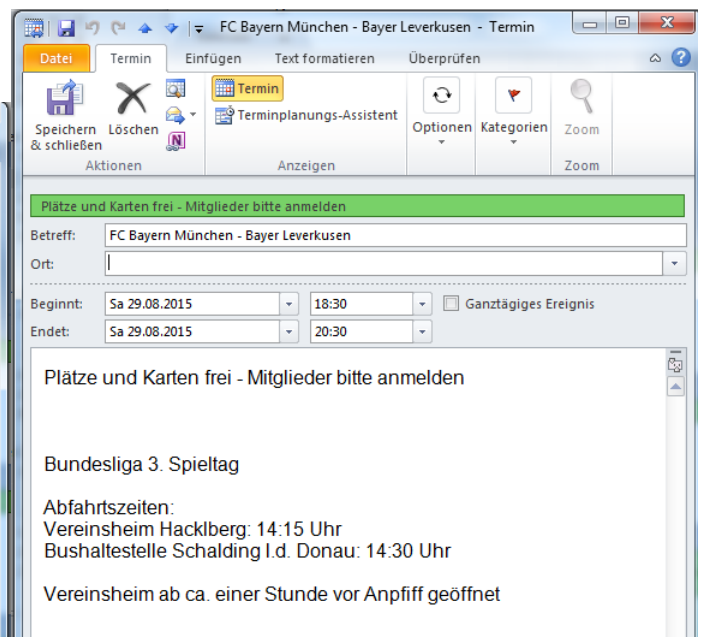 FC Bayern München - Bayer Leverkusen - Termin
Datei Termin Einfügen Text formatieren Überprüfen
Speichern & schließen
Löschen
Termin
Terminplanungs-Assistent
Optionen
Kategorien
Zoom
Aktionen Anzeigen Zoom
Plätze und Karten frei - Mitglieder bitte anmelden
Betreff: FC Bayern München - Bayer Leverkusen
Ort:
Beginnt: Sa 29.08.2015 18:30 Ganztägiges Ereignis
Endet: Sa 29.08.2015 20:30
Plätze und Karten frei - Mitglieder bitte anmelden
Bundesliga 3. Spieltag
Abfahrtszeiten:
Vereinsheim Hacklberg: 14:15 Uhr
Bushaltestelle Schalding l.d. Donau: 14:30 Uhr
Vereinsheim ab ca. einer Stunde vor Anpfiff geöffnet